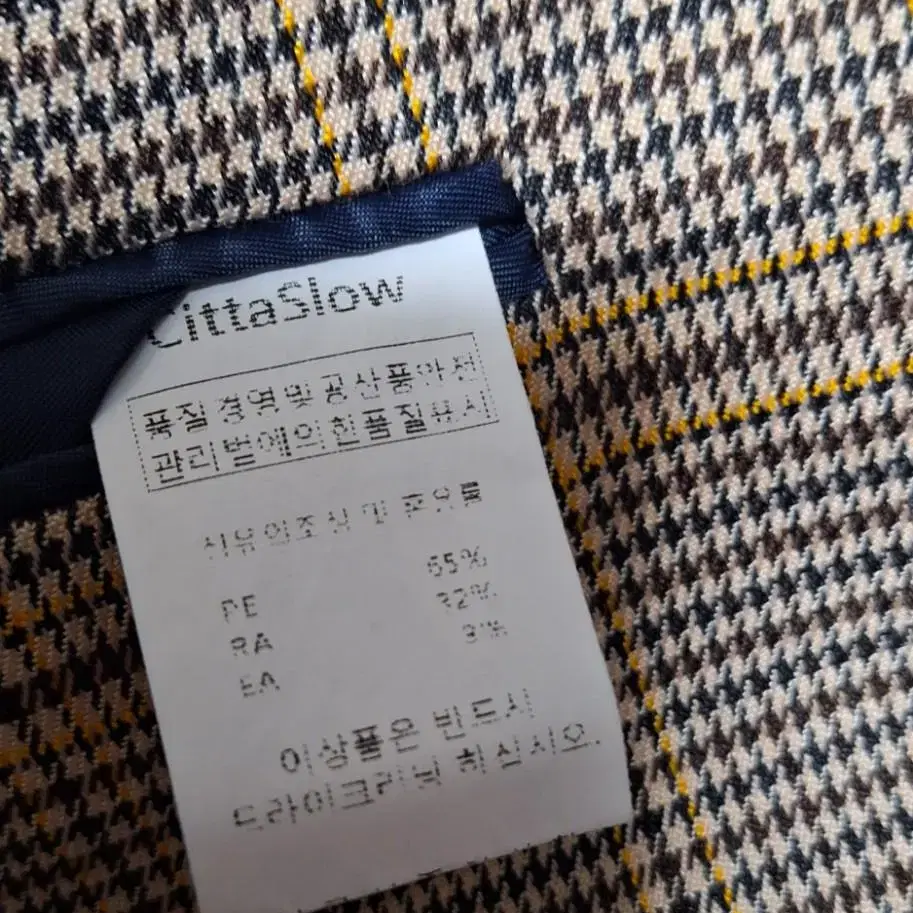 CittaSlow
품질경영및공산품안전
관리법에의한품질표시
섬유의조성 및 혼용률
PE 65%
RA 32%
EA 3%
이상품은 반드시
드라이크리닝 하십시오.